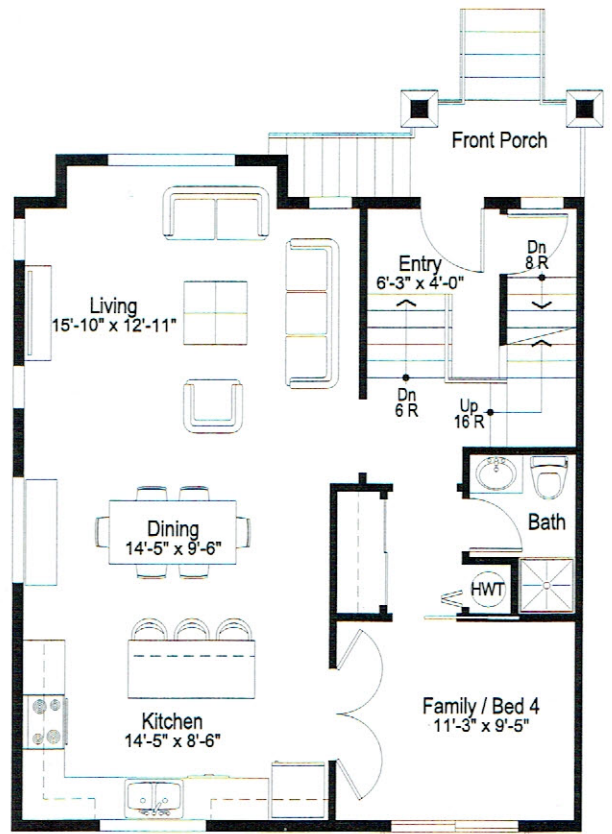 Front Porch
Dn
8 R
Entry
6'-3" x 4'-0"
Living
15'-10" x 12'-11"
Dn
6 R
Up
16 R
Bath
Dining
14'-5" x 9'-6"
HWT
Family / Bed 4
11'-3" x 9'-5"
Kitchen
14'-5" x 8'-6"